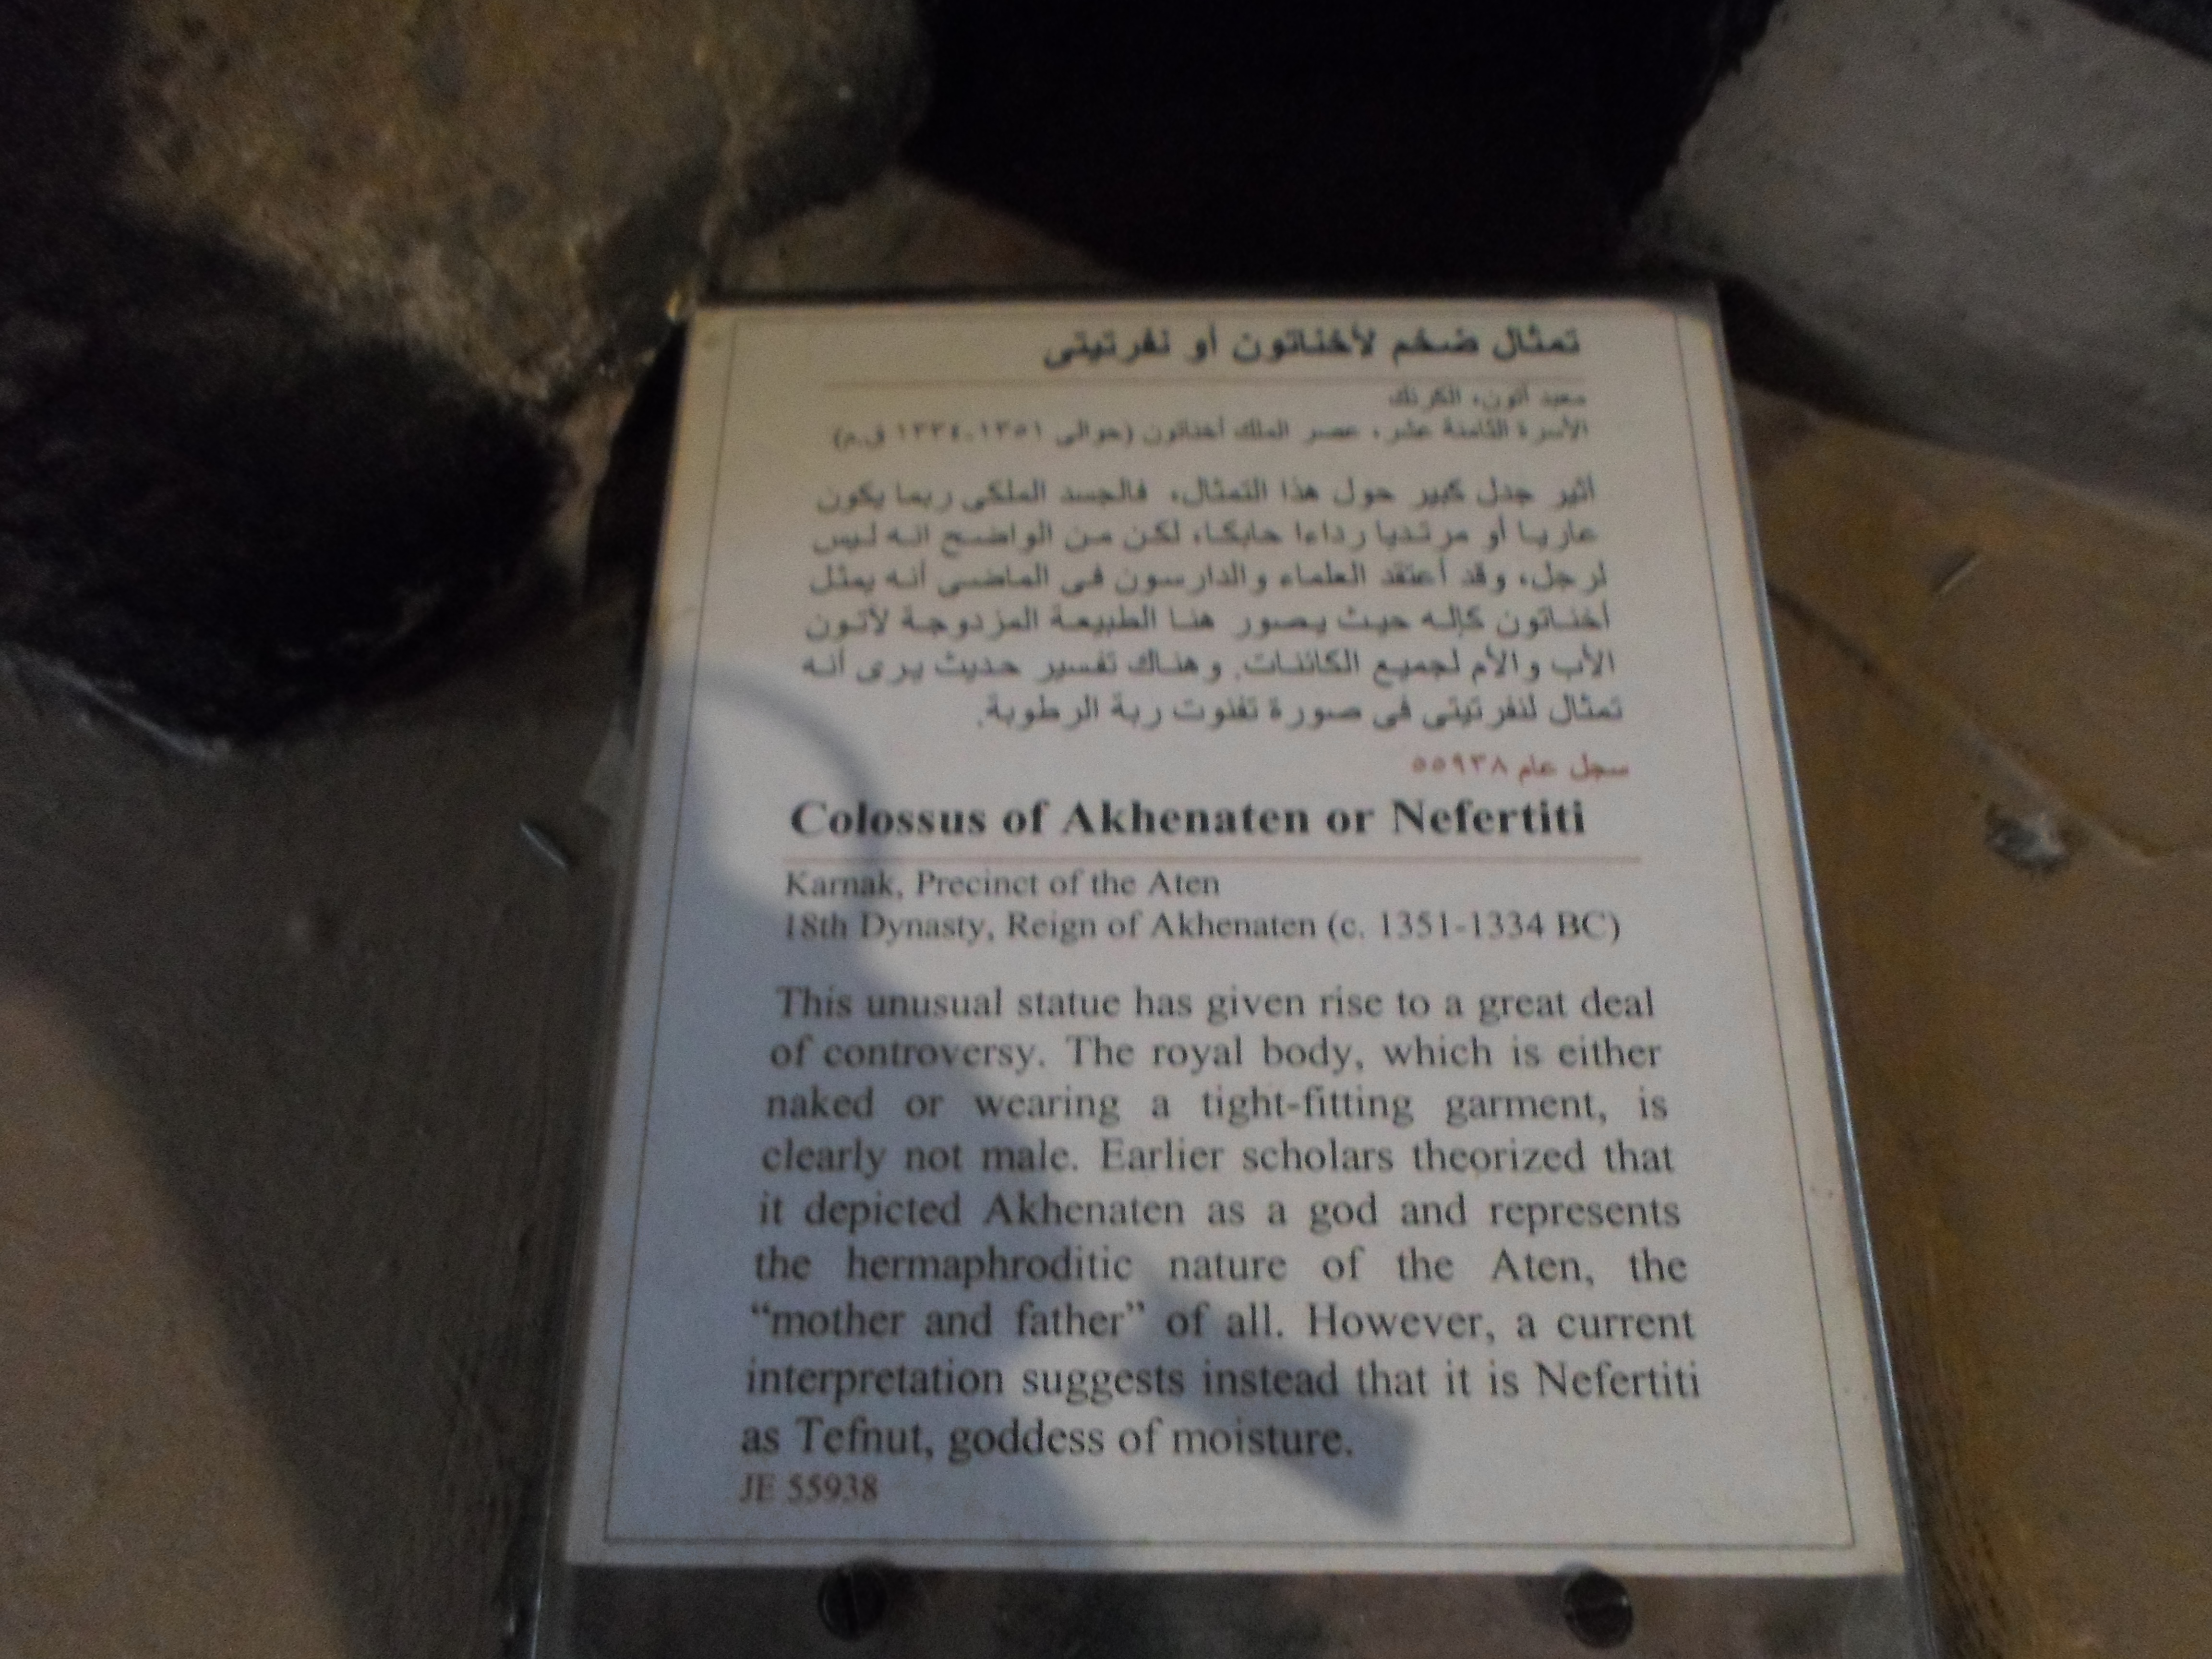 تمثال ضخم لأخناتون أو نفرتيتى
معبد آتون، الكرنك
الأسرة الثامنة عشر، عصر الملك أخناتون (حوالى ١٣٥١-١٣٣٤ ق.م)
أثير جدل كبير حول هذا التمثال، فالجسد الملكى ربما يكون
عاريا أو مرتديا رداءا حابكا، لكن من الواضح انه ليس
لرجل، وقد أعتقد العلماء والدارسون فى الماضى أنه يمثل
أخناتون كإله حيث يصور هنا الطبيعة المزدوجة لآتون
الأب والأم لجميع الكائنات. وهناك تفسير حديث يرى أنه
تمثال لنفرتيتى فى صورة تفنوت ربة الرطوبة.
سجل عام ٥٥٩٣٨
Colossus of Akhenaten or Nefertiti
Karnak, Precinct of the Aten
18th Dynasty, Reign of Akhenaten (c. 1351-1334 BC)
This unusual statue has given rise to a great deal
of controversy. The royal body, which is either
naked or wearing a tight-fitting garment, is
clearly not male. Earlier scholars theorized that
it depicted Akhenaten as a god and represents
the hermaphroditic nature of the Aten, the
“mother and father” of all. However, a current
interpretation suggests instead that it is Nefertiti
as Tefnut, goddess of moisture.
JE 55938